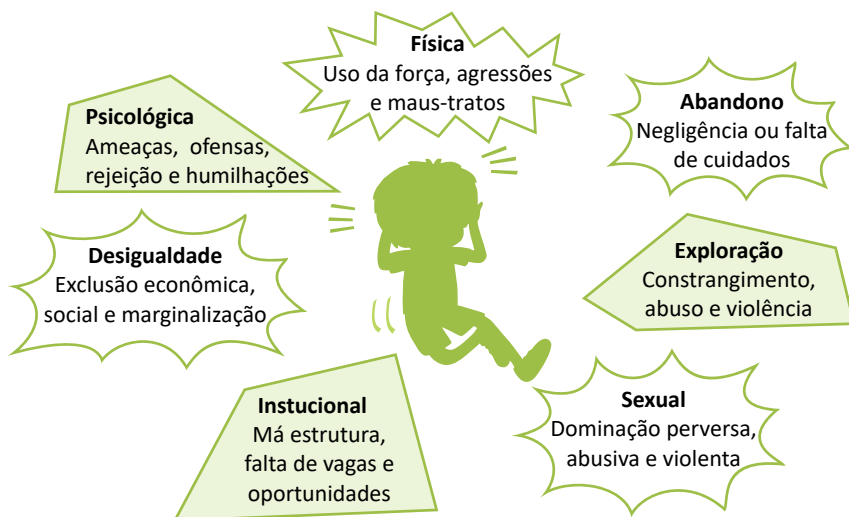 Física
Uso da força, agressões
e maus-tratos
Psicológica
Ameaças, ofensas,
rejeição e humilhações
Abandono
Negligência ou falta
de cuidados
Desigualdade
Exclusão econômica,
social e marginalização
Exploração
Constrangimento,
abuso e violência
Instucional
Má estrutura,
falta de vagas e
oportunidades
Sexual
Dominação perversa,
abusiva e violenta